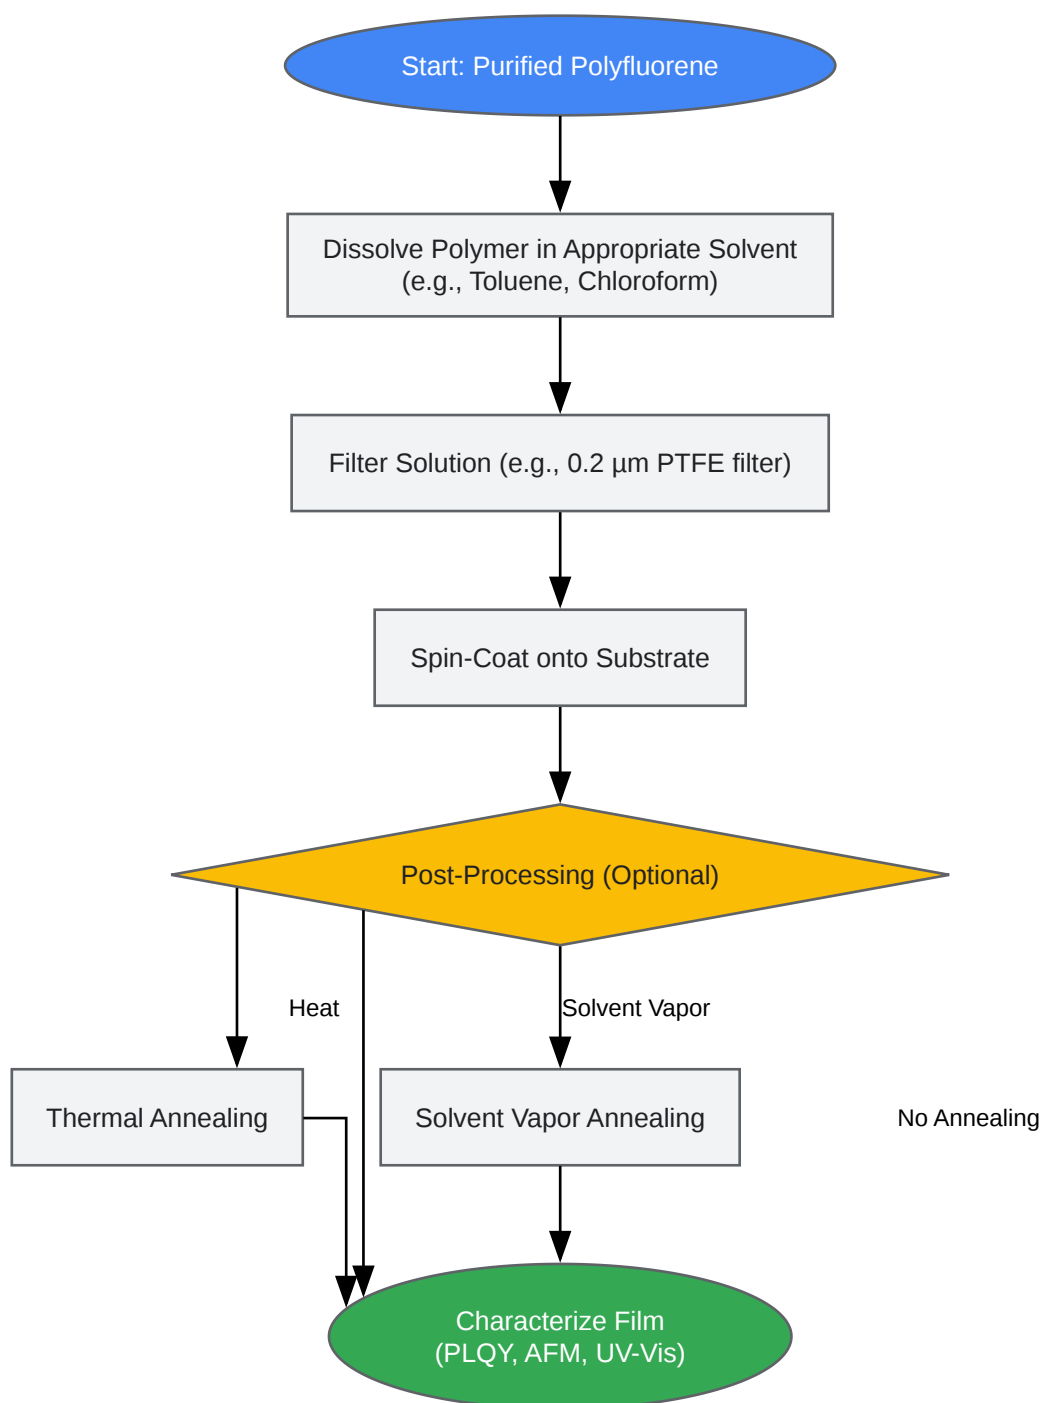 Start: Purified Polyfluorene
Dissolve Polymer in Appropriate Solvent
(e.g., Toluene, Chloroform)
Filter Solution (e.g., 0.2 µm PTFE filter)
Spin-Coat onto Substrate
Post-Processing (Optional)
Heat
Solvent Vapor
Thermal Annealing
Solvent Vapor Annealing
No Annealing
Characterize Film
(PLQY, AFM, UV-Vis)